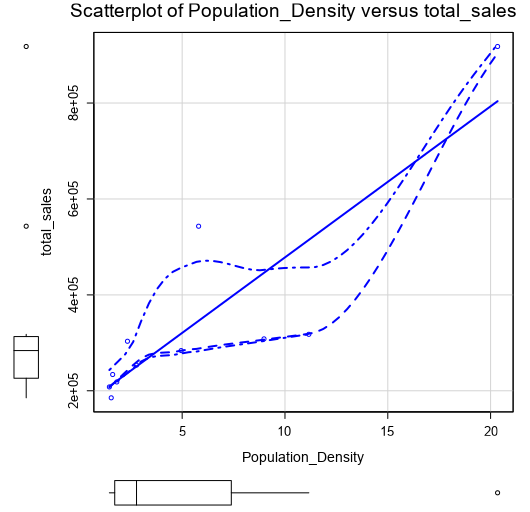 Scatterplot of Population_Density versus total_sales
8e+05
6e+05
4e+05
2e+05
total_sales
5 10 15 20
Population_Density